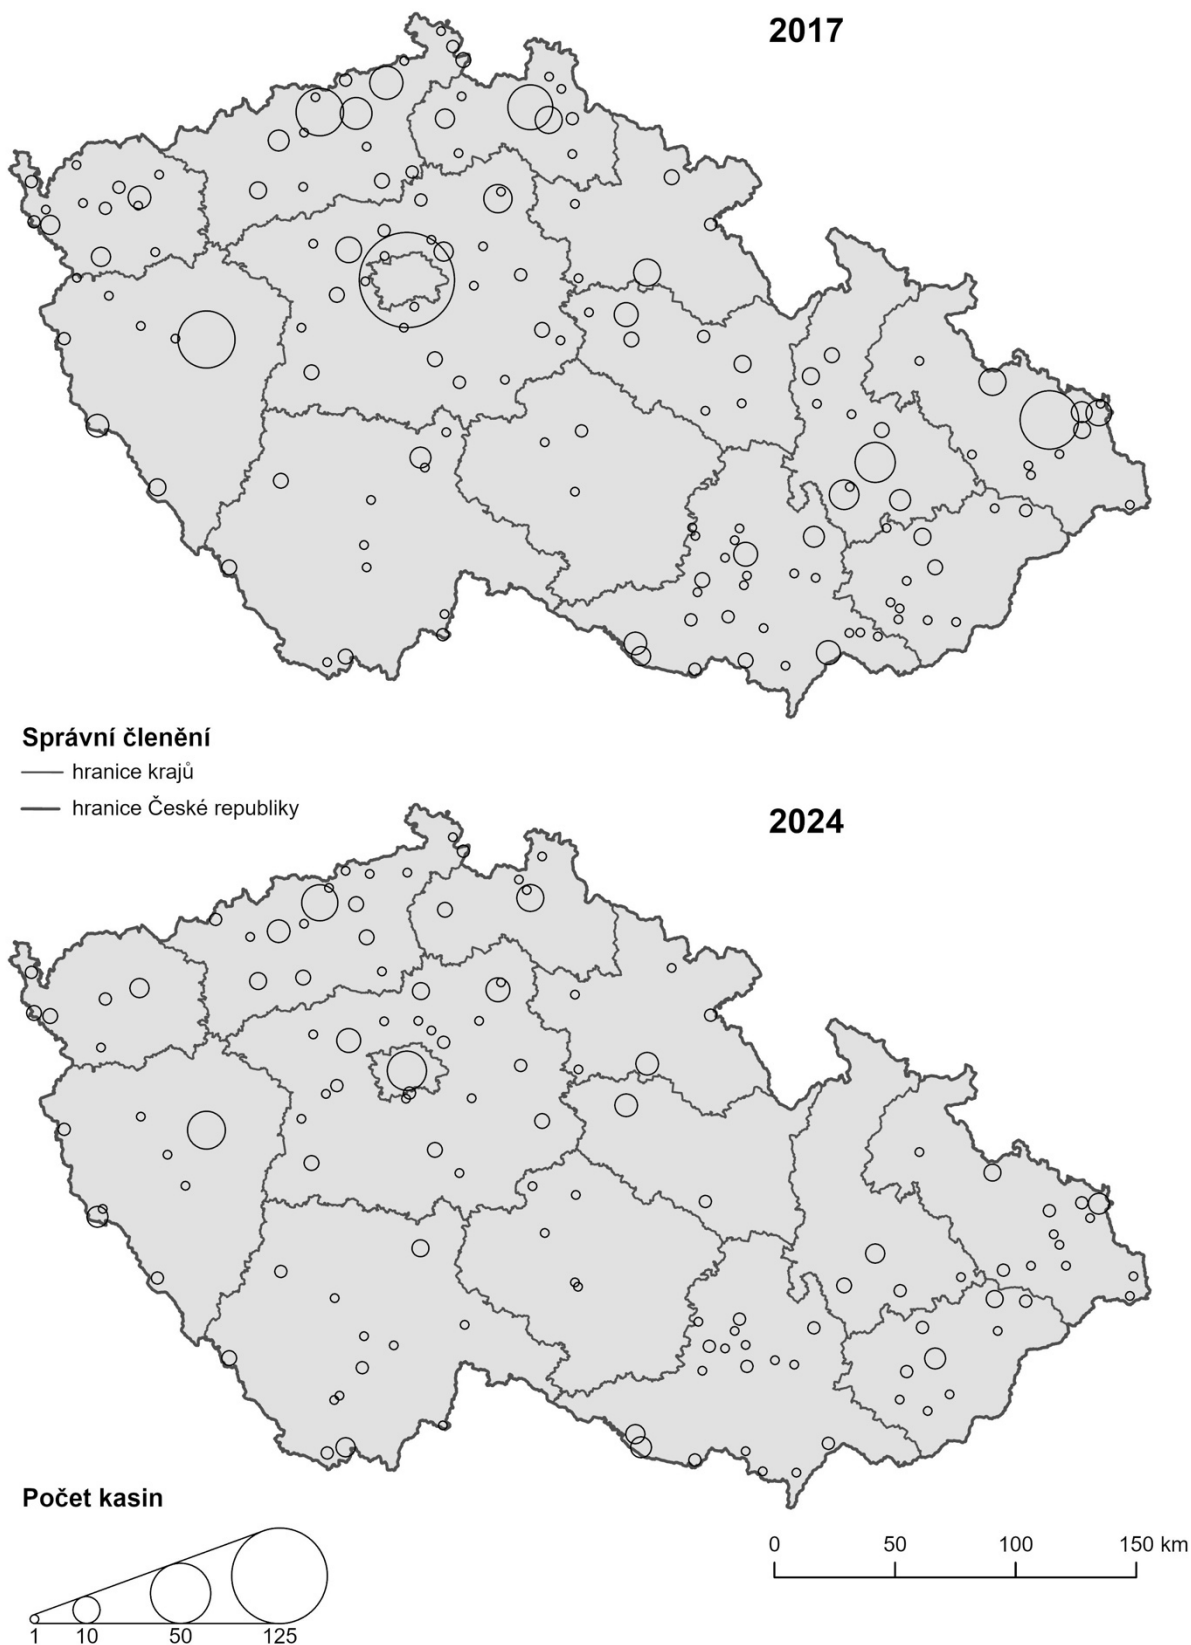 2017
Správní členění
hranice krajů
hranice České republiky
2024
Počet kasin
1 10 50 125
0 50 100 150 km